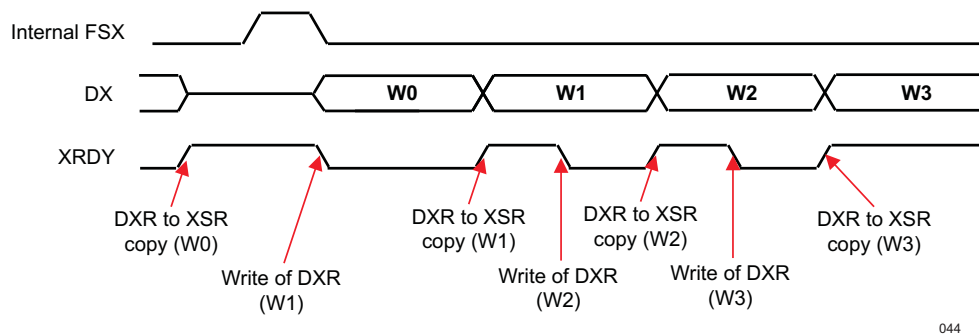 Internal FSX
DX
W0
W1
W2
W3
XRDY
DXR to XSR
copy (W0)
Write of DXR
(W1)
DXR to XSR
copy (W1)
Write of DXR
(W2)
DXR to XSR
copy (W2)
Write of DXR
(W3)
DXR to XSR
copy (W3)
044